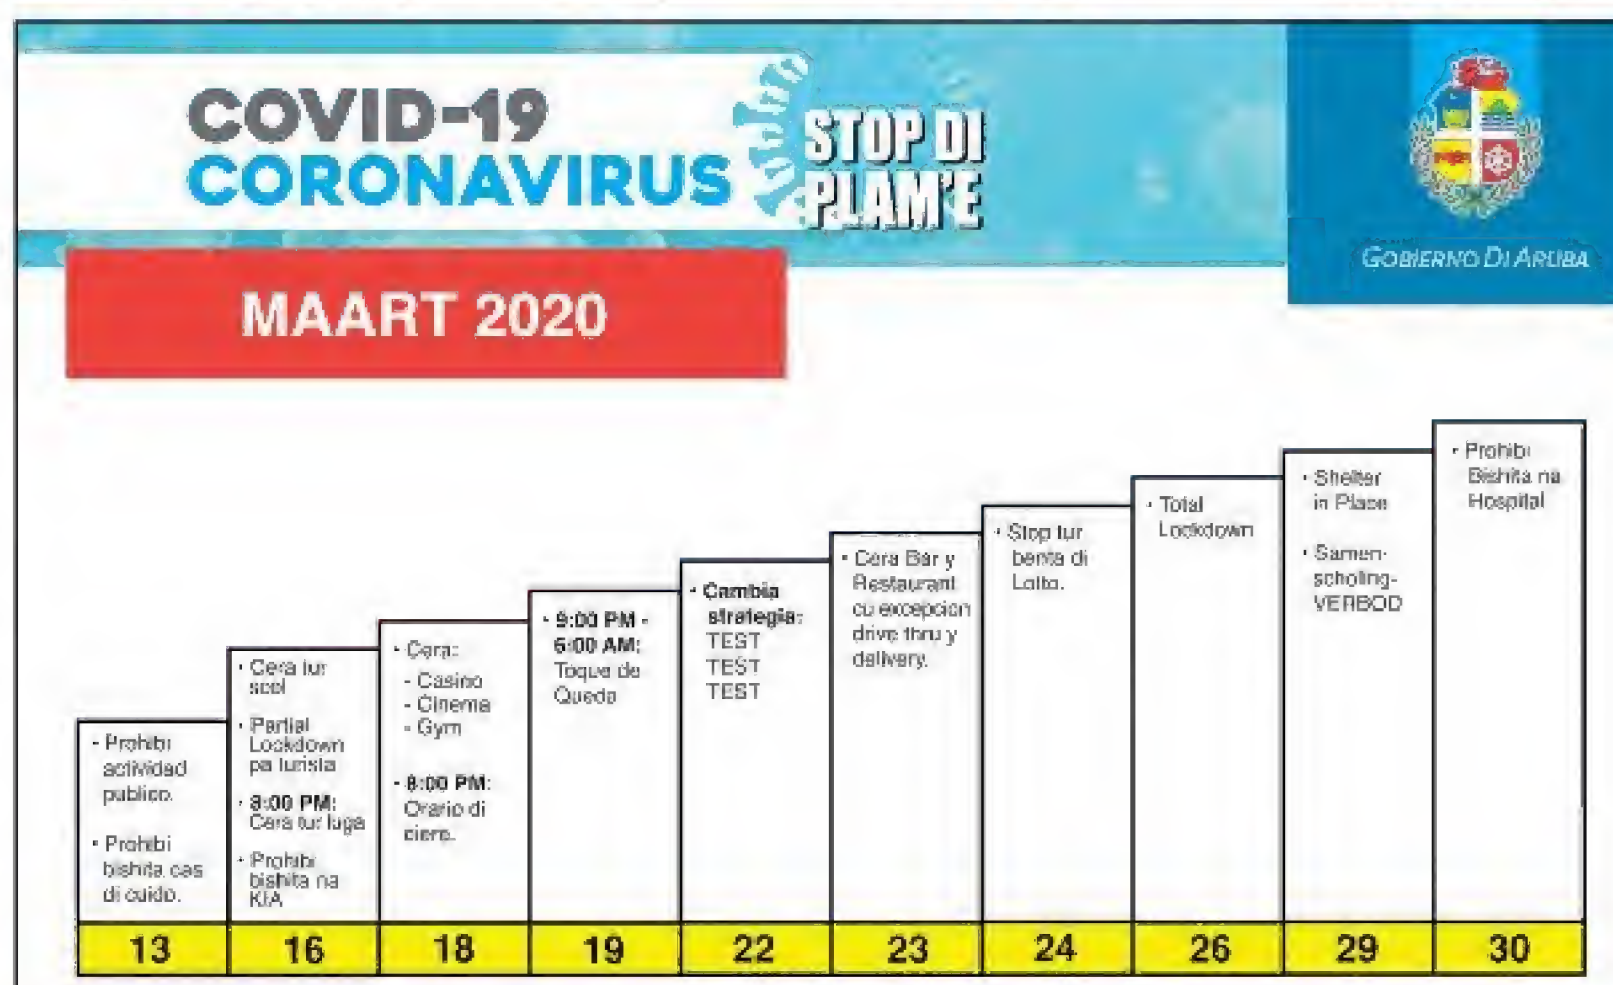 COVID-19
CORONAVIRUS
STOP DI
PLAM'E
GOBIERNO DI ARUBA
MAART 2020
• Prohibi
actividad
publico.
• Prohibi
bishita cas
di cuido.
13
• Cera tur
scol
• Partial
Lockdown
pa turista
• 8:00 PM:
Cera tur luga
• Prohibi
bishita na
KIA
16
• Cera:
- Casino
- Cinema
- Gym
• 8:00 PM:
Orario di
ciere.
18
• 9:00 PM -
6:00 AM:
Toque de
Queda
19
• Cambia
strategia:
TEST
TEST
TEST
22
• Cera Bar y
Restaurant
cu excepcion
drive thru y
delivery.
23
• Stop tur
benta di
Lotto.
24
• Total
Lockdown
26
• Shelter
in Place
• Samen-
scholing-
VERBOD
29
• Prohibi
Bishita na
Hospital
30